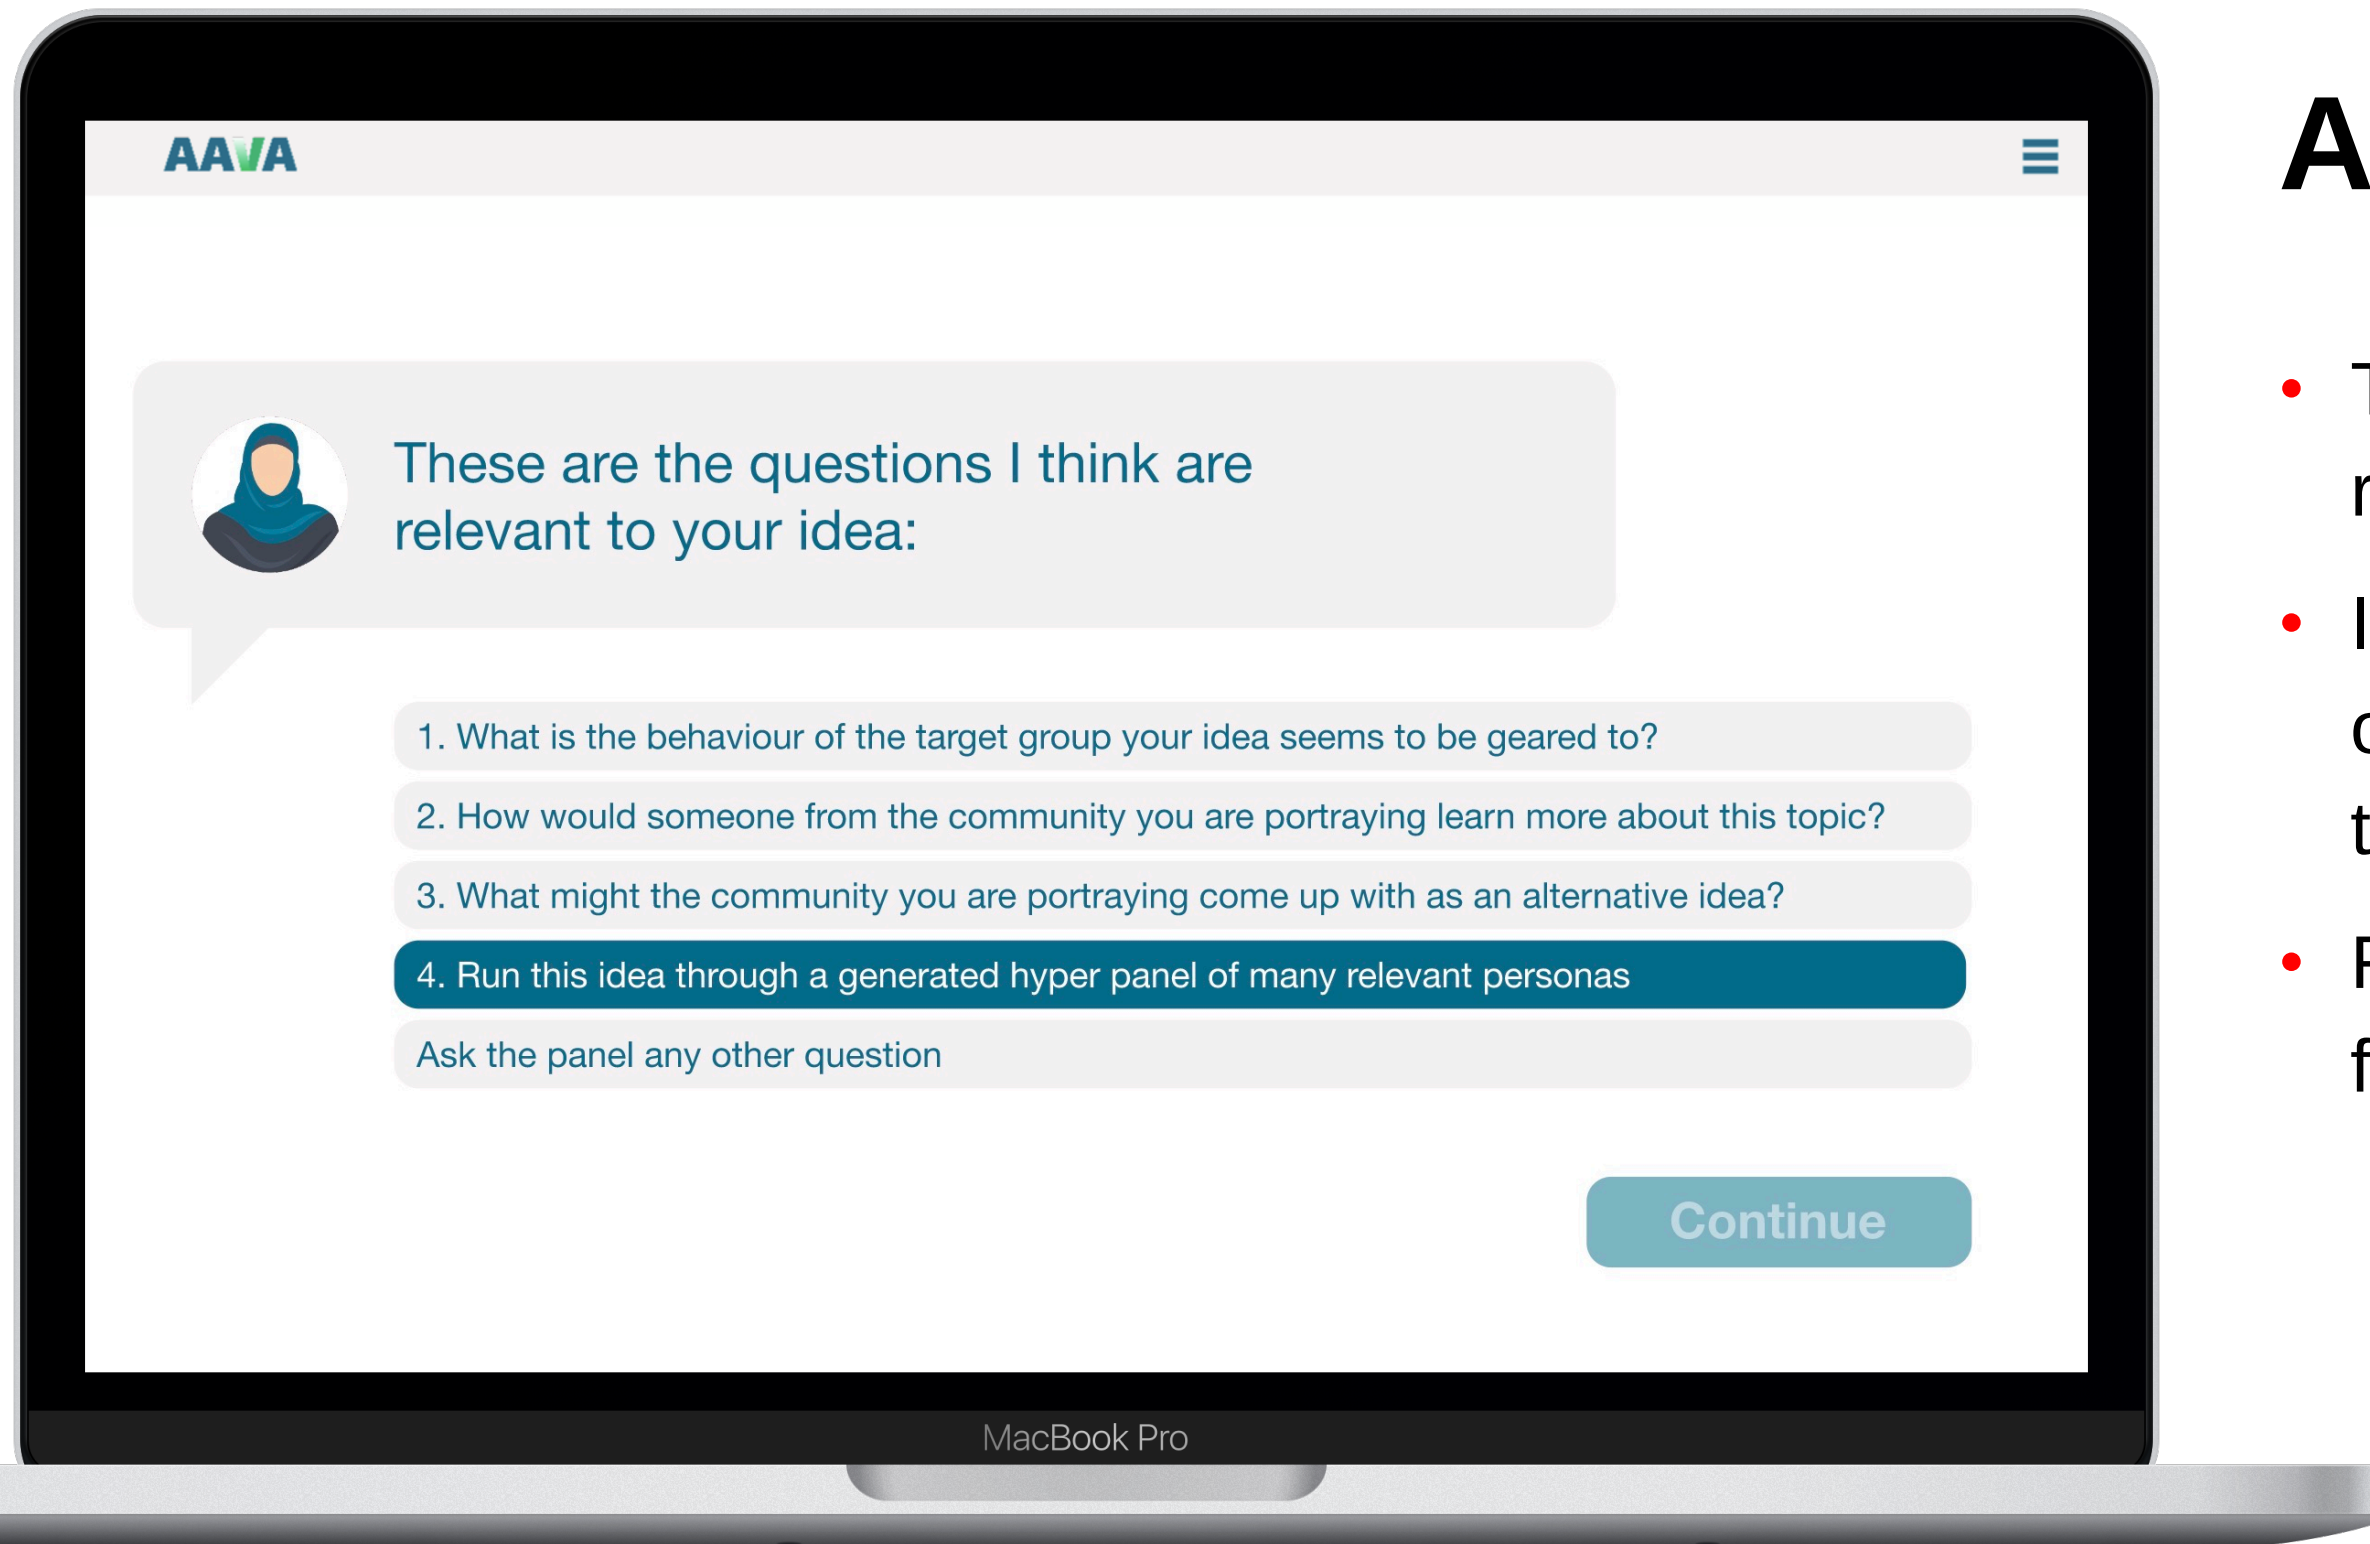 AAVA
These are the questions I think are
relevant to your idea:
1. What is the behaviour of the target group your idea seems to be geared to?
2. How would someone from the community you are portraying learn more about this topic?
3. What might the community you are portraying come up with as an alternative idea?
4. Run this idea through a generated hyper panel of many relevant personas
Ask the panel any other question
Continue
MacBook Pro